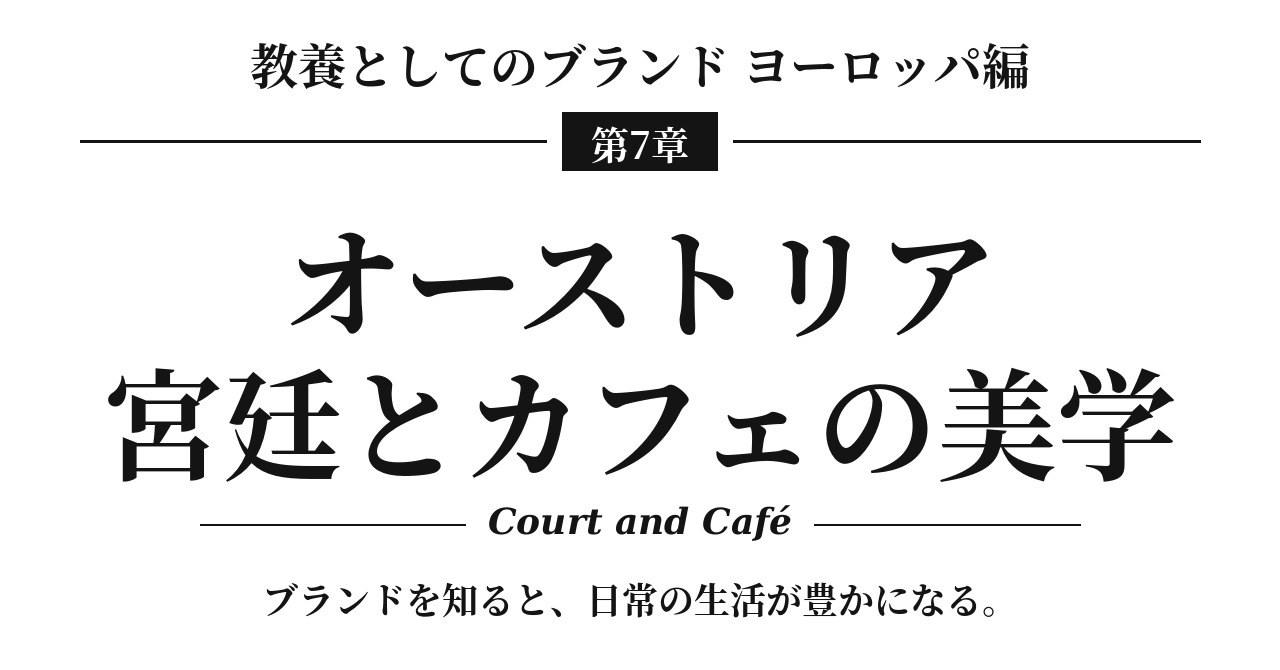 教養としてのブランド ヨーロッパ編
第7章
オーストリア
宮廷とカフェの美学
Court and Café
ブランドを知ると、日常の生活が豊かになる。